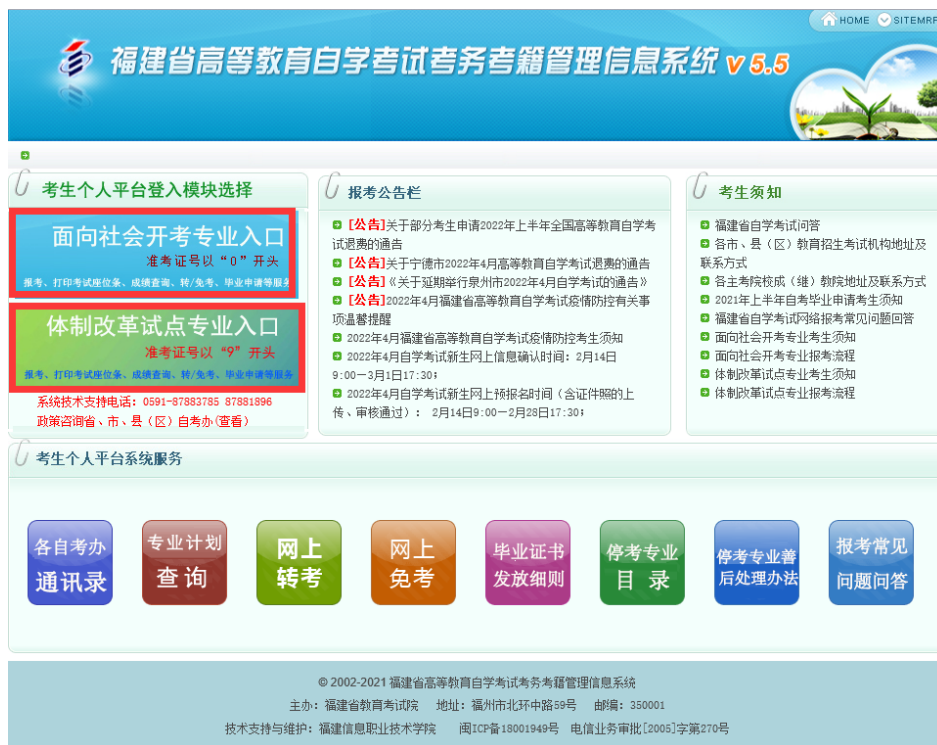 HOME SITEMAP
福建省高等教育自学考试考务考籍管理信息系统 v 5.5
考生个人平台登入模块选择
面向社会开考专业入口
准考证号以“0”开头
报考、打印考试座位条、成绩查询、转/免考、毕业申请等服务
体制改革试点专业入口
准考证号以“9”开头
报考、打印考试座位条、成绩查询、转/免考、毕业申请等服务
系统技术支持电话：0591-87883785 87881896
政策咨询省、市、县（区）自考办(查看)
报考公告栏
[公告]关于部分考生申请2022年上半年全国高等教育自学考
试退费的通告
[公告]关于宁德市2022年4月高等教育自学考试退费的通告
[公告]《关于延期举行泉州市2022年4月自学考试的通告》
[公告]2022年4月福建省高等教育自学考试疫情防控有关事
项温馨提醒
2022年4月福建省高等教育自学考试疫情防控考生须知
2022年4月自学考试新生网上信息确认时间：2月14日
9:00—3月1日17:30；
2022年4月自学考试新生网上预报名时间（含证件照的上
传、审核通过）： 2月14日9:00—2月28日17:30；
考生须知
福建省自学考试问答
各市、县（区）教育招生考试机构地址及
联系方式
各主考院校成（继）教院地址及联系方式
2021年上半年自考毕业申请考生须知
福建省自学考试网络报考常见问题回答
面向社会开考专业考生须知
面向社会开考专业报考流程
体制改革试点专业考生须知
体制改革试点专业报考流程
考生个人平台系统服务
各自考办
通讯录
专业计划
查询
网上
转考
网上
免考
毕业证书
发放细则
停考专业
目录
停考专业善
后处理办法
报考常见
问题问答
© 2002-2021 福建省高等教育自学考试考务考籍管理信息系统
主办：福建省教育考试院 地址：福州市北环中路59号 邮编：350001
技术支持与维护：福建信息职业技术学院 闽ICP备18001949号 电信业务审批[2005]字第270号